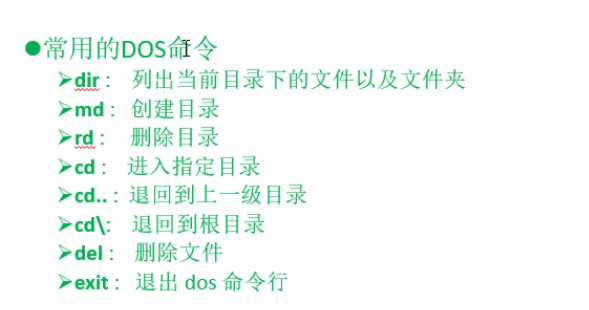 ●常用的DOS命令
➢dir : 列出当前目录下的文件以及文件夹
➢md : 创建目录
➢rd : 删除目录
➢cd : 进入指定目录
➢cd.. : 退回到上一级目录
➢cd\: 退回到根目录
➢del : 删除文件
➢exit : 退出 dos 命令行